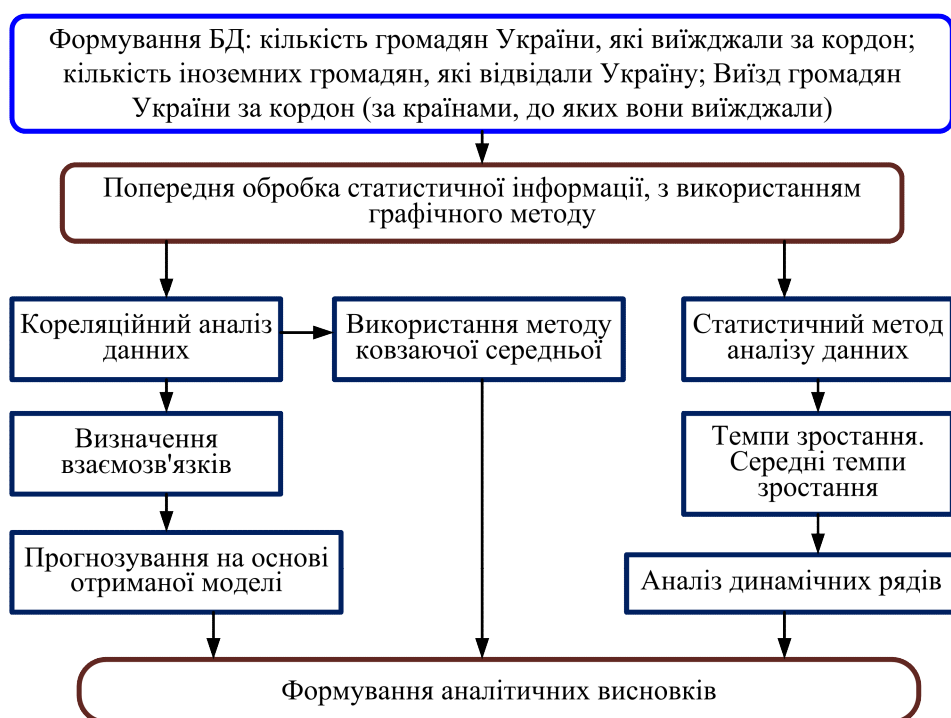 Формування БД: кількість громадян України, які виїжджали за кордон;
кількість іноземних громадян, які відвідали Україну; Виїзд громадян
України за кордон (за країнами, до яких вони виїжджали)
Попередня обробка статистичної інформації, з використанням
графічного методу
Кореляційний аналіз
данних
Використання методу
ковзаючої середньої
Статистичний метод
аналізу данних
Визначення
взаємозв'язків
Темпи зростання.
Середні темпи
зростання
Прогнозування на основі
отриманої моделі
Аналіз динамічних рядів
Формування аналітичних висновків